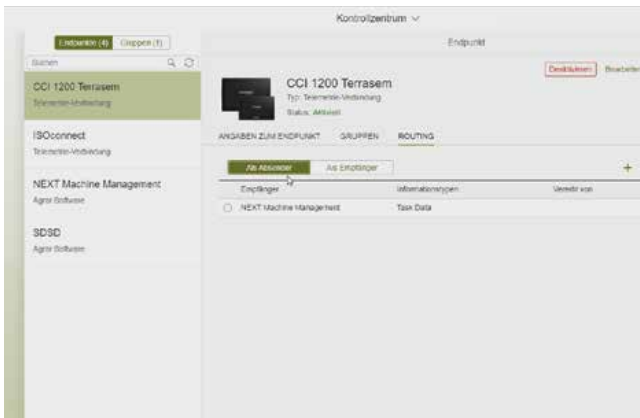 Kontrollzentrum
Endpunkte (4) Gruppen (1)
Endpunkt
Suchen
CCI 1200 Terrasem
Telemetrie-Verbindung
ISOconnect
Telemetrie-Verbindung
NEXT Machine Management
Agrar Software
SDSD
Agrar Software
Deaktivieren Bearbeiten
CCI 1200 Terrasem
Typ: Telemetrie-Verbindung
Status: Aktiviert
ANGABEN ZUM ENDPUNKT GRUPPEN ROUTING
Als Absender Als Empfänger
Empfänger Informationstypen Vererbt von
NEXT Machine Management Task Data